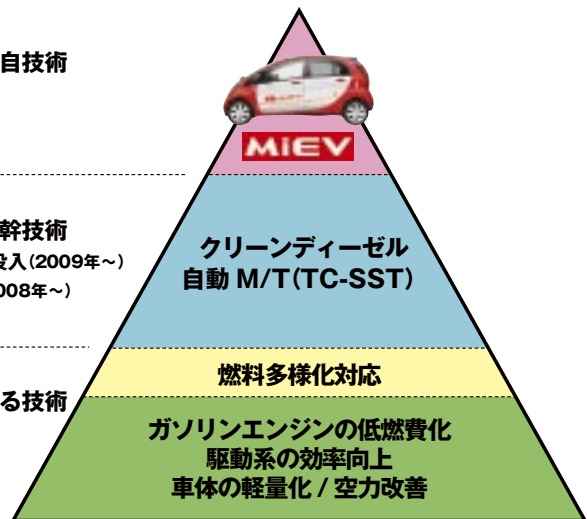 自技術
MiEV
幹技術
投入(2009年～)
008年～)
クリーンディーゼル
自動 M/T(TC-SST)
燃料多様化対応
る技術
ガソリンエンジンの低燃費化
駆動系の効率向上
車体の軽量化 / 空力改善